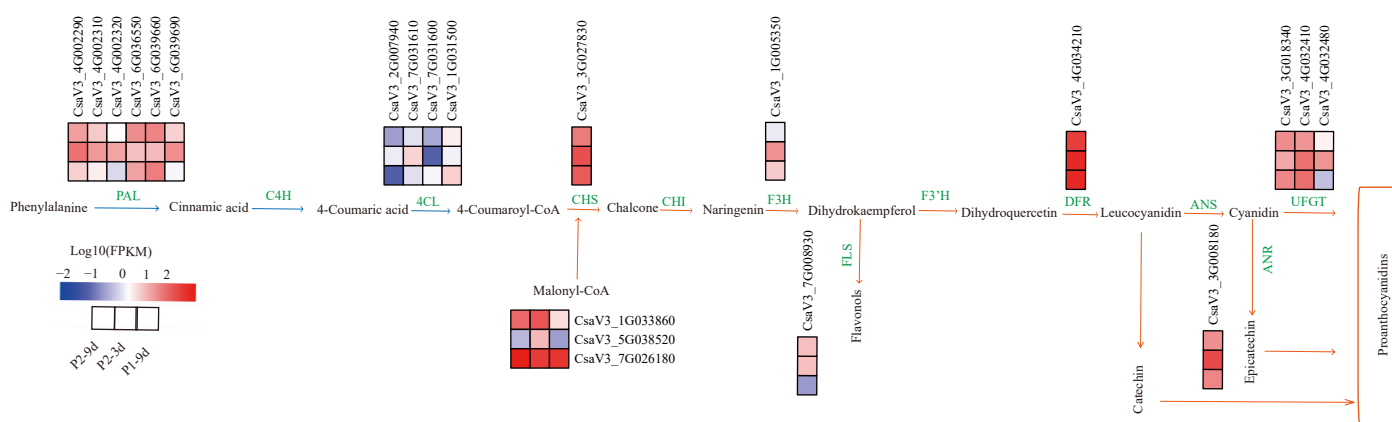 CsaV3_4G002290
CsaV3_4G002310
CsaV3_4G002320
CsaV3_6G036550
CsaV3_6G039660
CsaV3_6G039690
CsaV3_2G007940
CsaV3_7G031610
CsaV3_7G031600
CsaV3_1G031500
CsaV3_3G027830
CsaV3_1G005350
CsaV3_4G034210
CsaV3_3G018340
CsaV3_4G032410
CsaV3_4G032480
Phenylalanine
PAL
Cinnamic acid
C4H
4-Coumaric acid
4CL
4-Coumaroyl-CoA
CHS
Chalcone
CHI
Naringenin
F3H
Dihydrokaempferol
F3’H
Dihydroquercetin
DFR
Leucocyanidin
ANS
Cyanidin
UFGT
Log10(FPKM)
−2 −1 0 1 2
P2-9d
P2-3d
P1-9d
Malonyl-CoA
CsaV3_1G033860
CsaV3_5G038520
CsaV3_7G026180
CsaV3_7G008930
FLS
Flavonols
CsaV3_3G008180
ANR
Epicatechin
Catechin
Proanthocyanidins